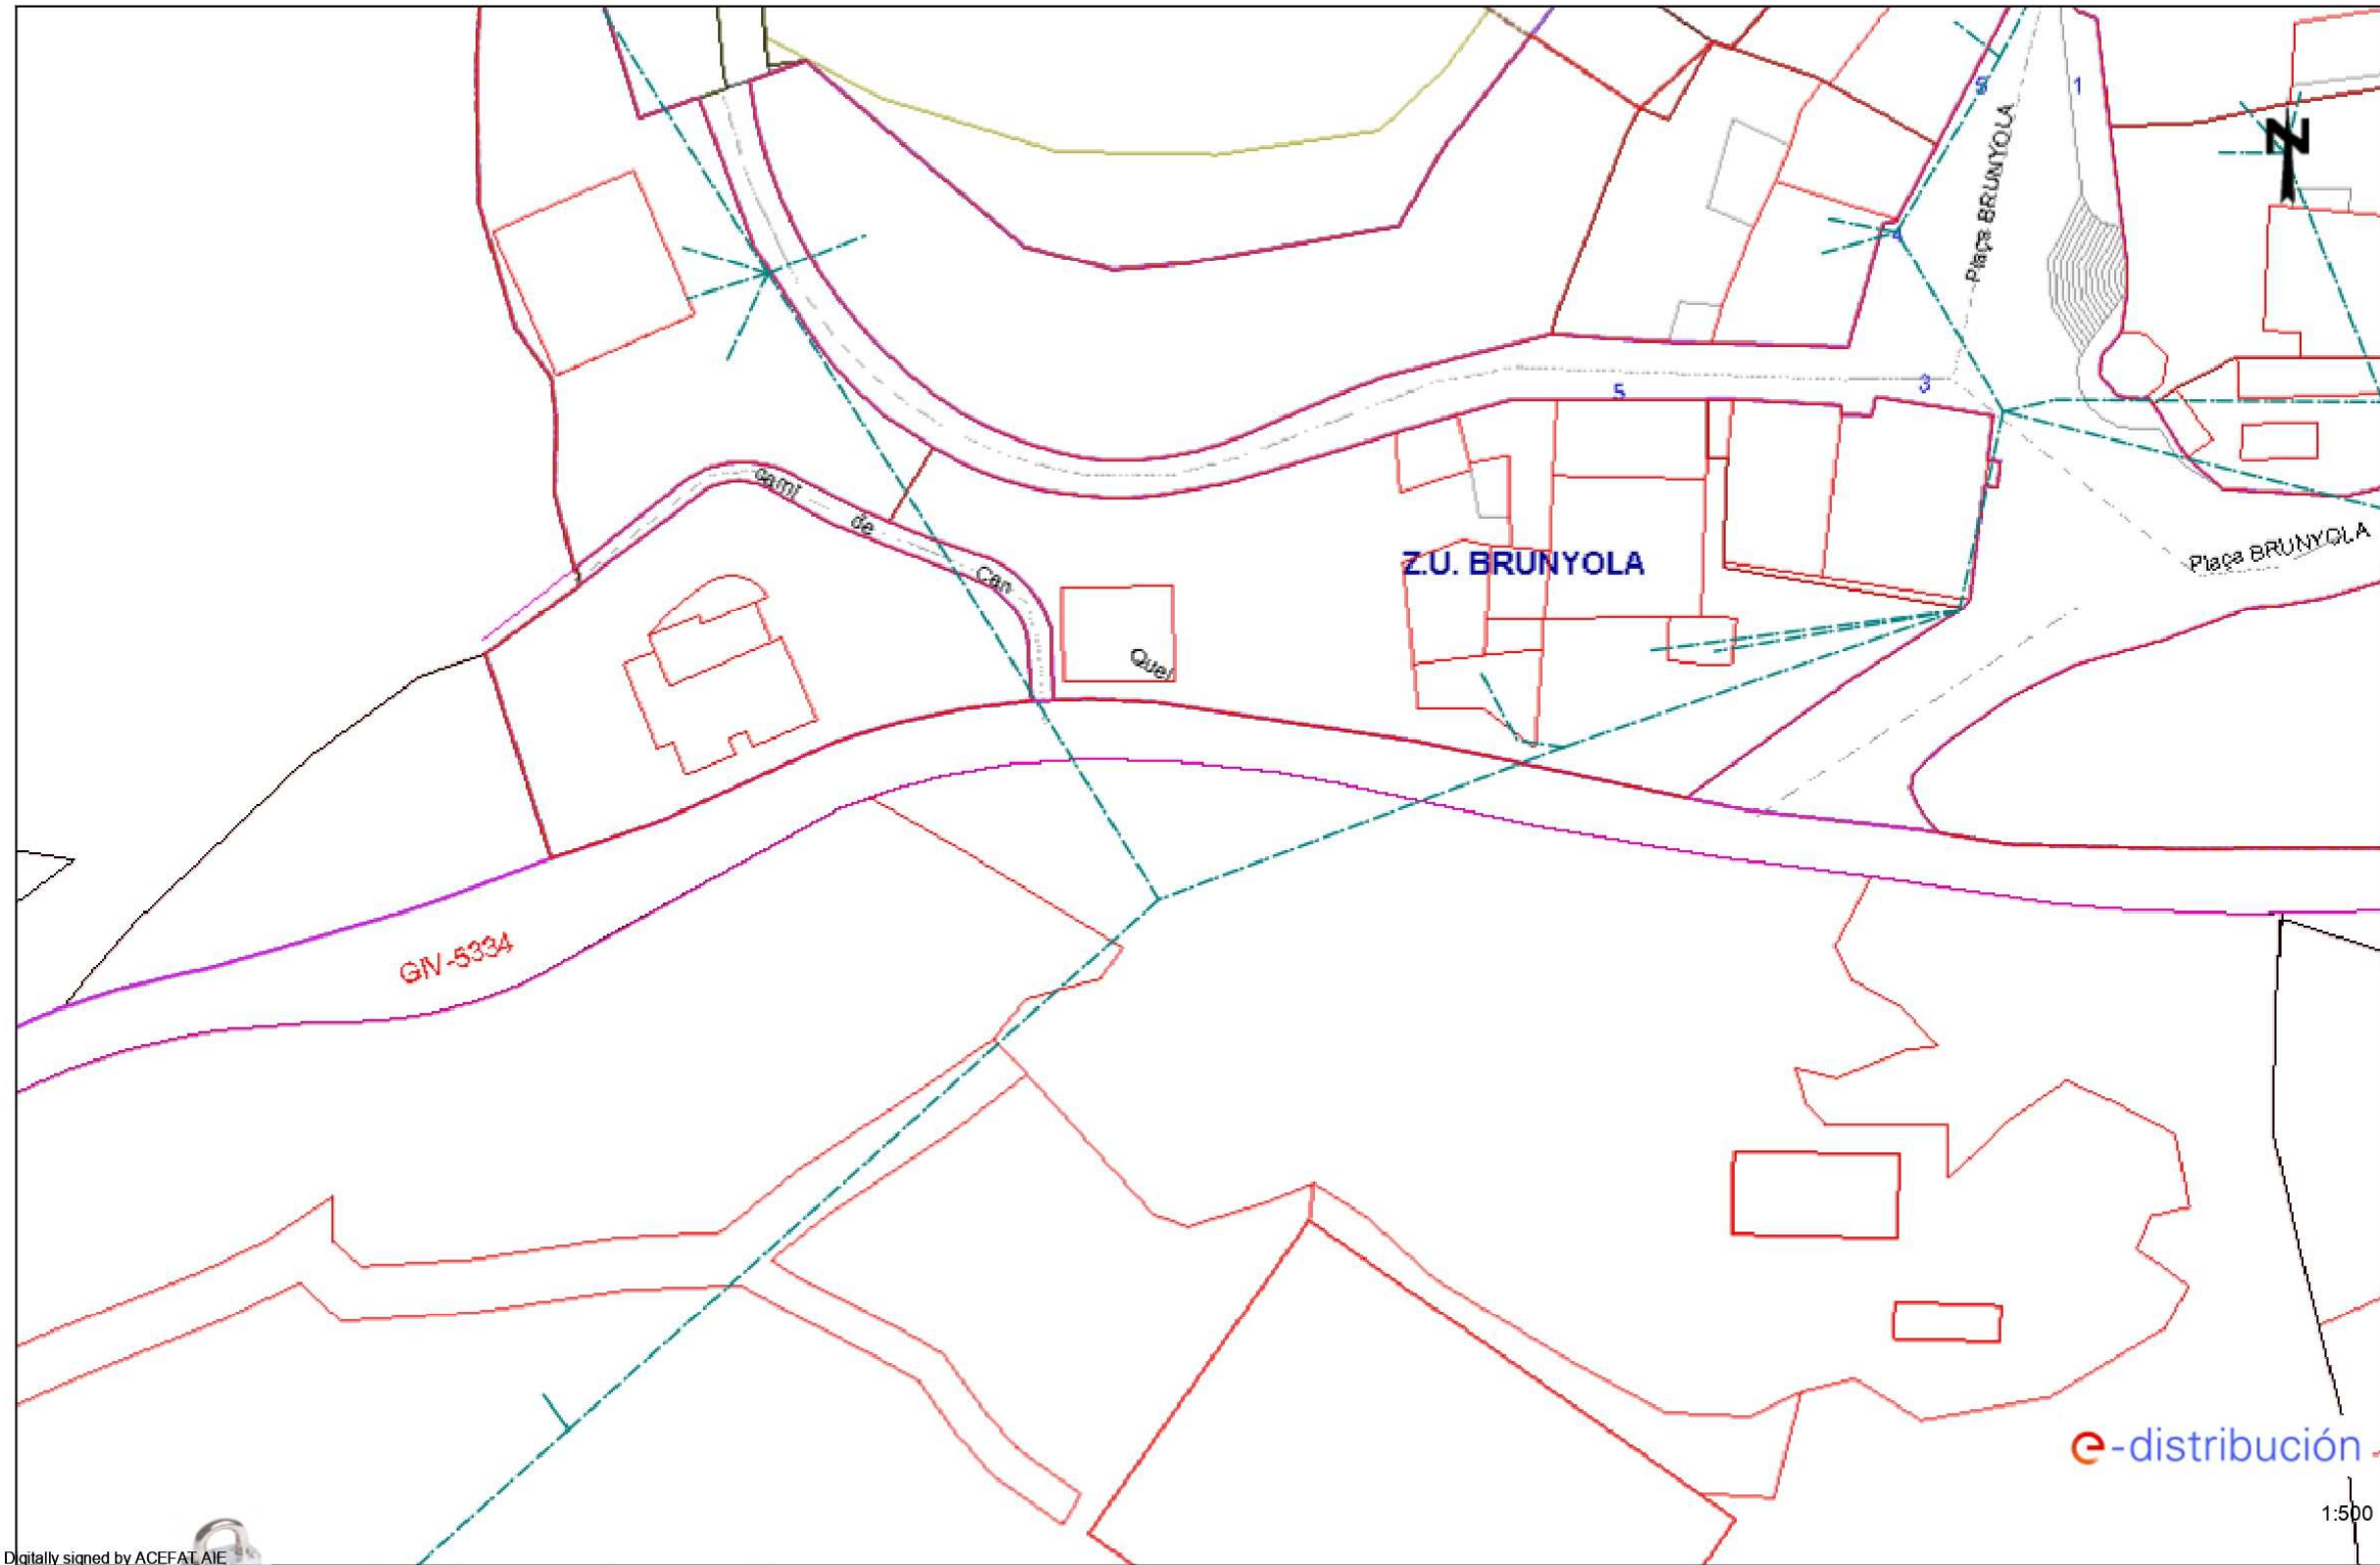 1
Plaça BRUNYOLA
N
4
3
5
camí
de
Can
Quel
Z.U. BRUNYOLA
Plaça BRUNYOLA
GIV-5334
e-distribución
1:500
Digitally signed by ACEFAT, AIE